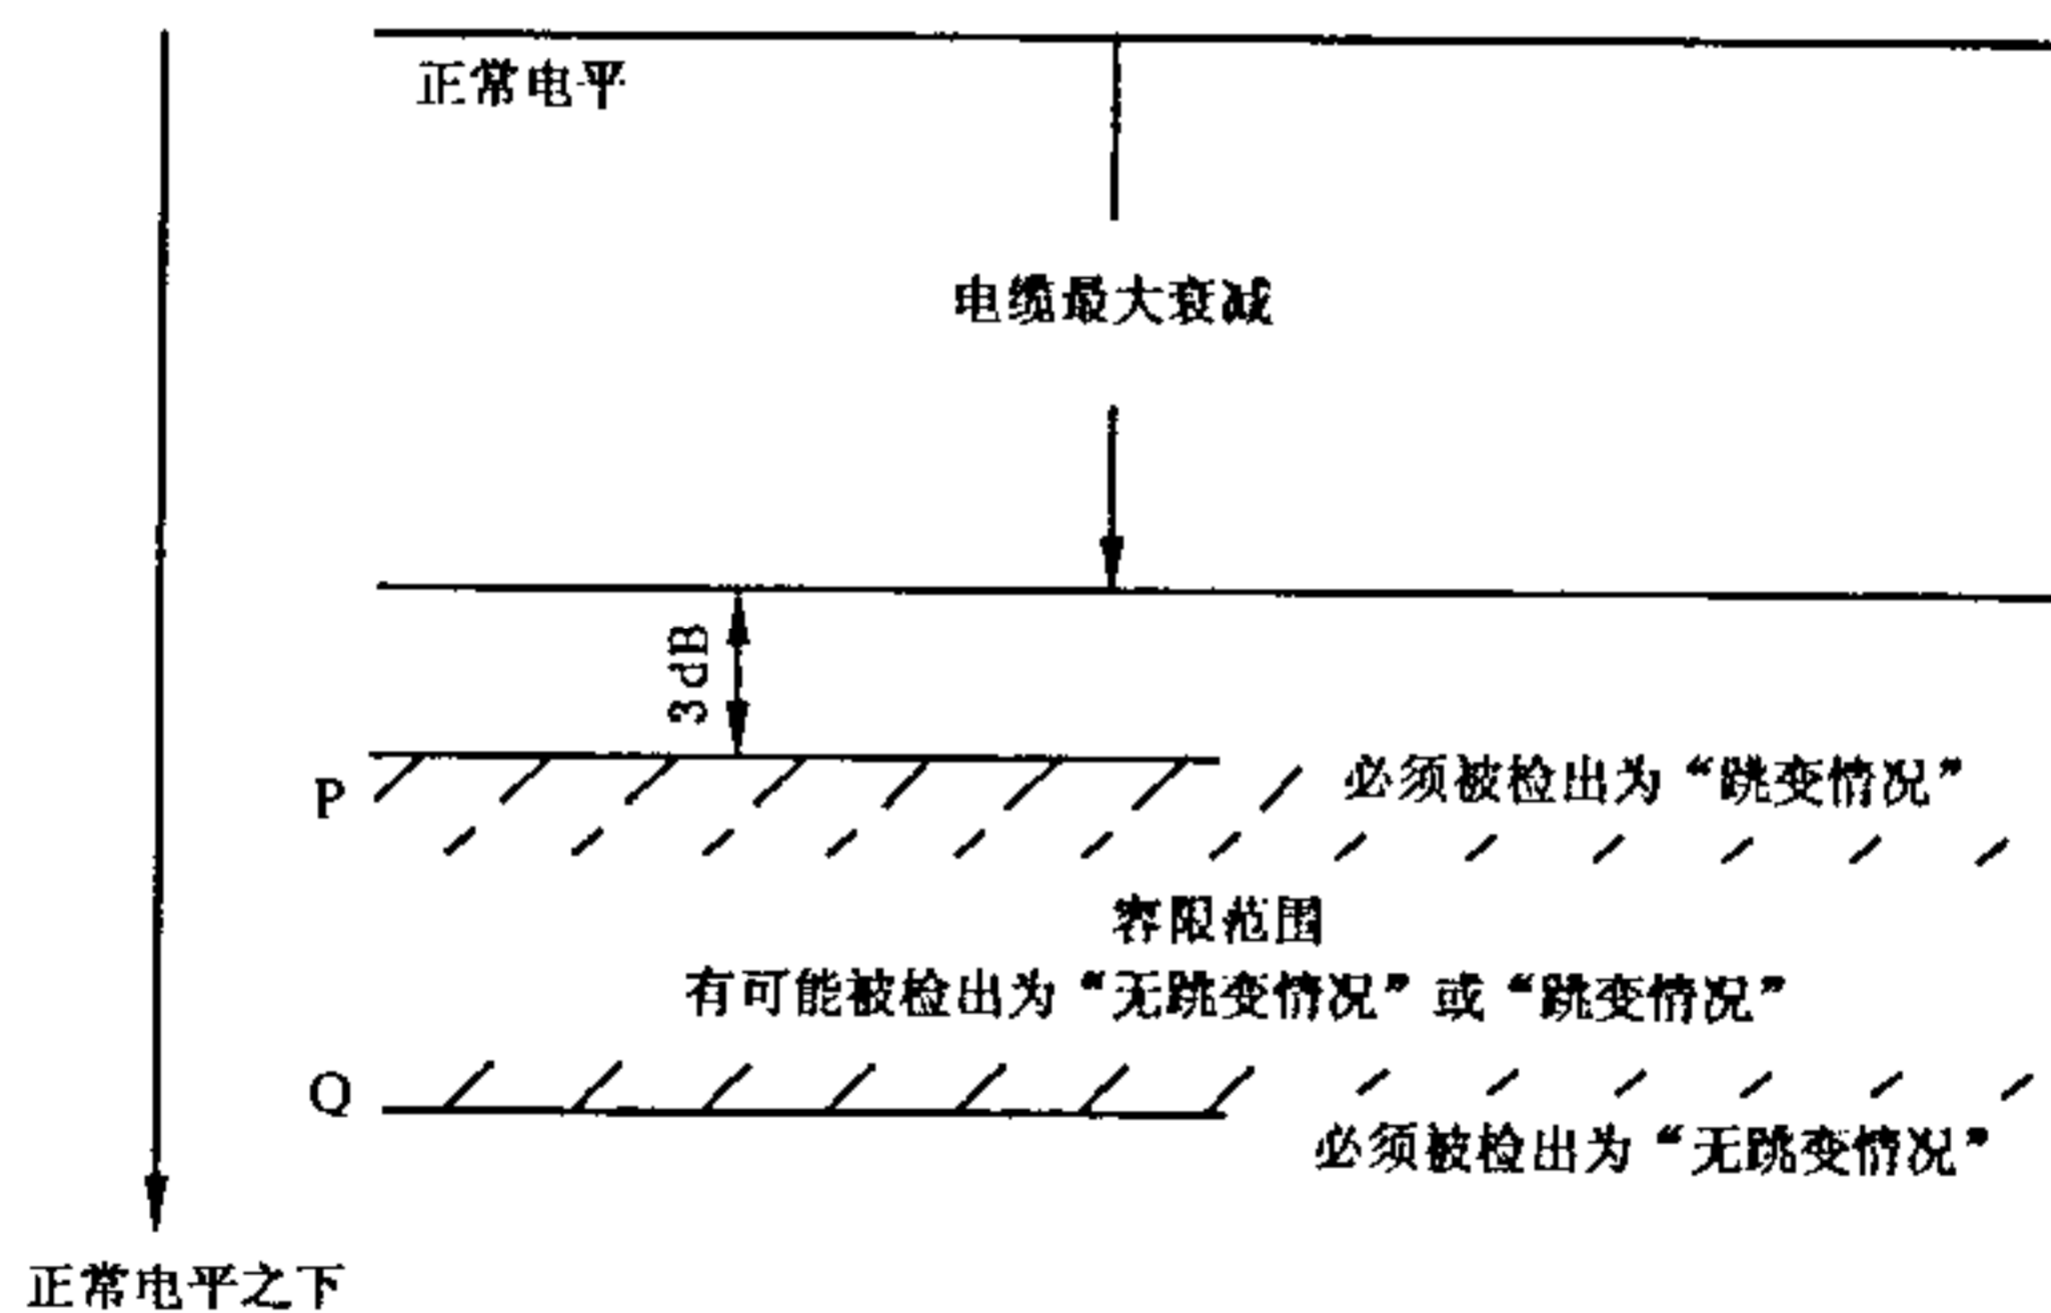 正常电平
电缆最大衰减
3dB
P
必须被检出为“跳变情况”
容限范围
有可能被检出为“无跳变情况”或“跳变情况”
Q
必须被检出为“无跳变情况”
正常电平之下